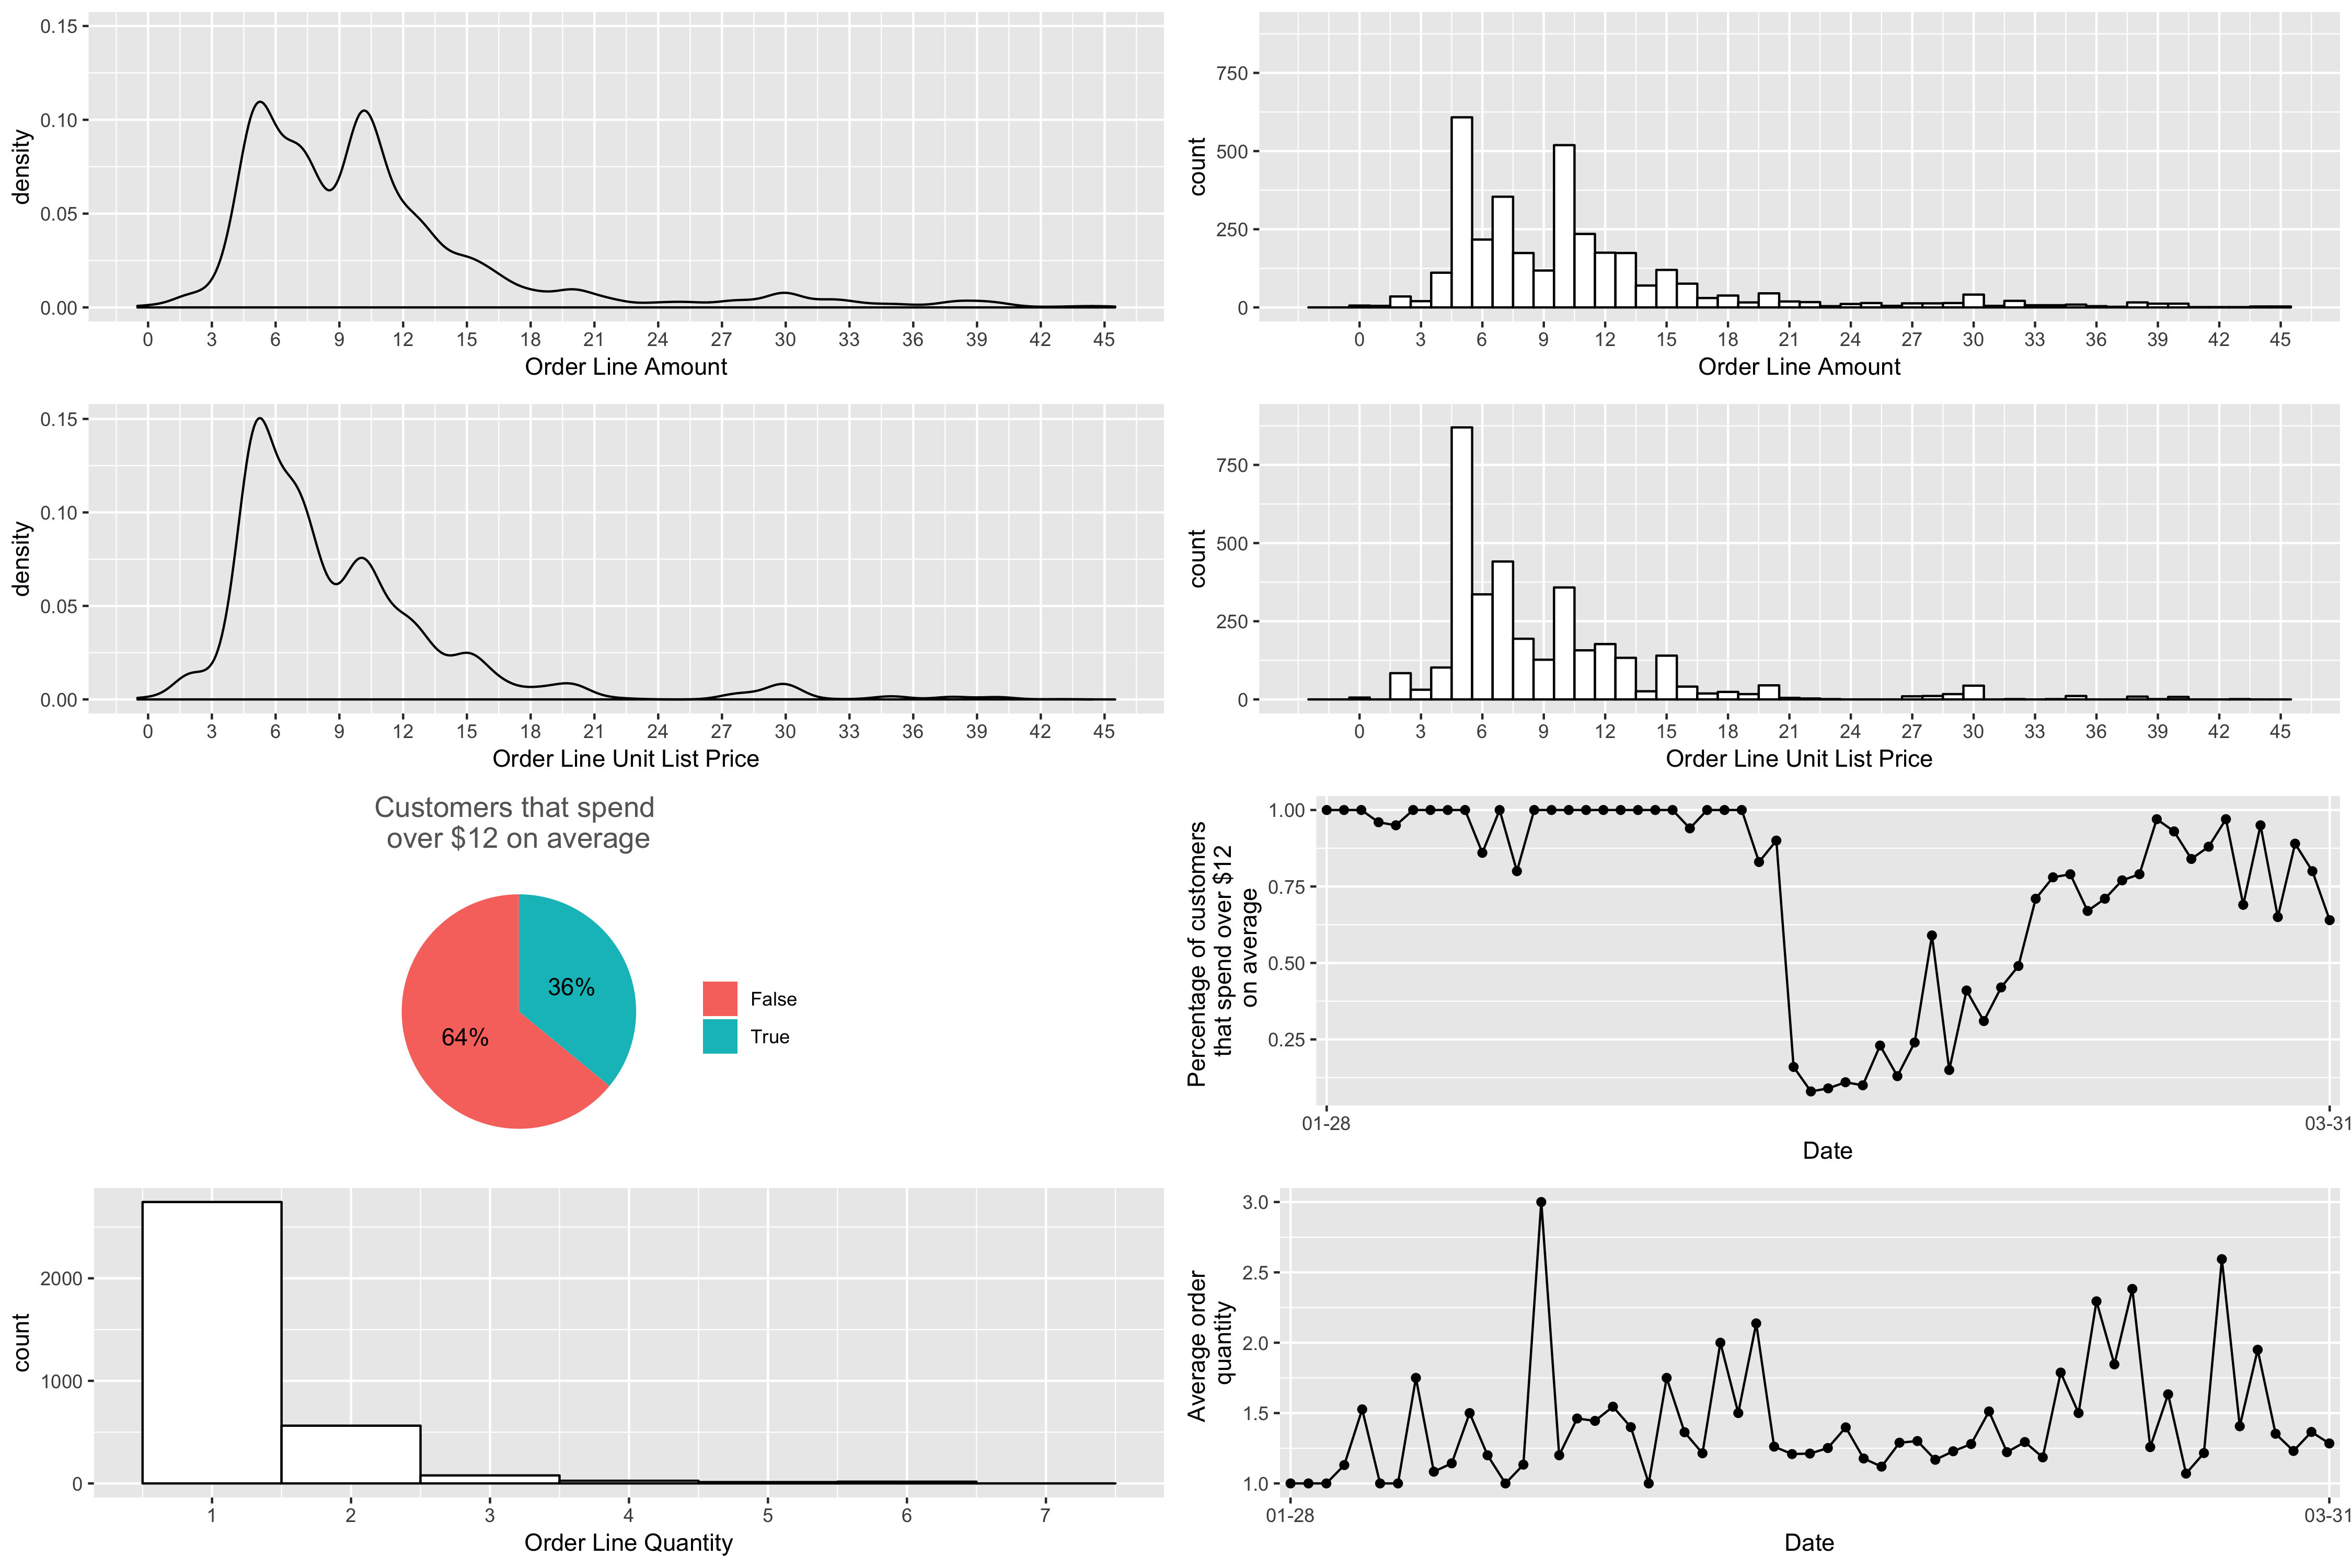 0.15
0.10
0.05
0.00
density
0 3 6 9 12 15 18 21 24 27 30 33 36 39 42 45
Order Line Amount
750
500
250
0
count
0 3 6 9 12 15 18 21 24 27 30 33 36 39 42 45
Order Line Amount
0.15
0.10
0.05
0.00
density
0 3 6 9 12 15 18 21 24 27 30 33 36 39 42 45
Order Line Unit List Price
750
500
250
0
count
0 3 6 9 12 15 18 21 24 27 30 33 36 39 42 45
Order Line Unit List Price
Customers that spend
over $12 on average
36%
64%
False
True
1.00
0.75
0.50
0.25
Percentage of customers
that spend over $12
on average
01-28 03-31
Date
2000
1000
0
count
1 2 3 4 5 6 7
Order Line Quantity
3.0
2.5
2.0
1.5
1.0
Average order
quantity
01-28 03-31
Date